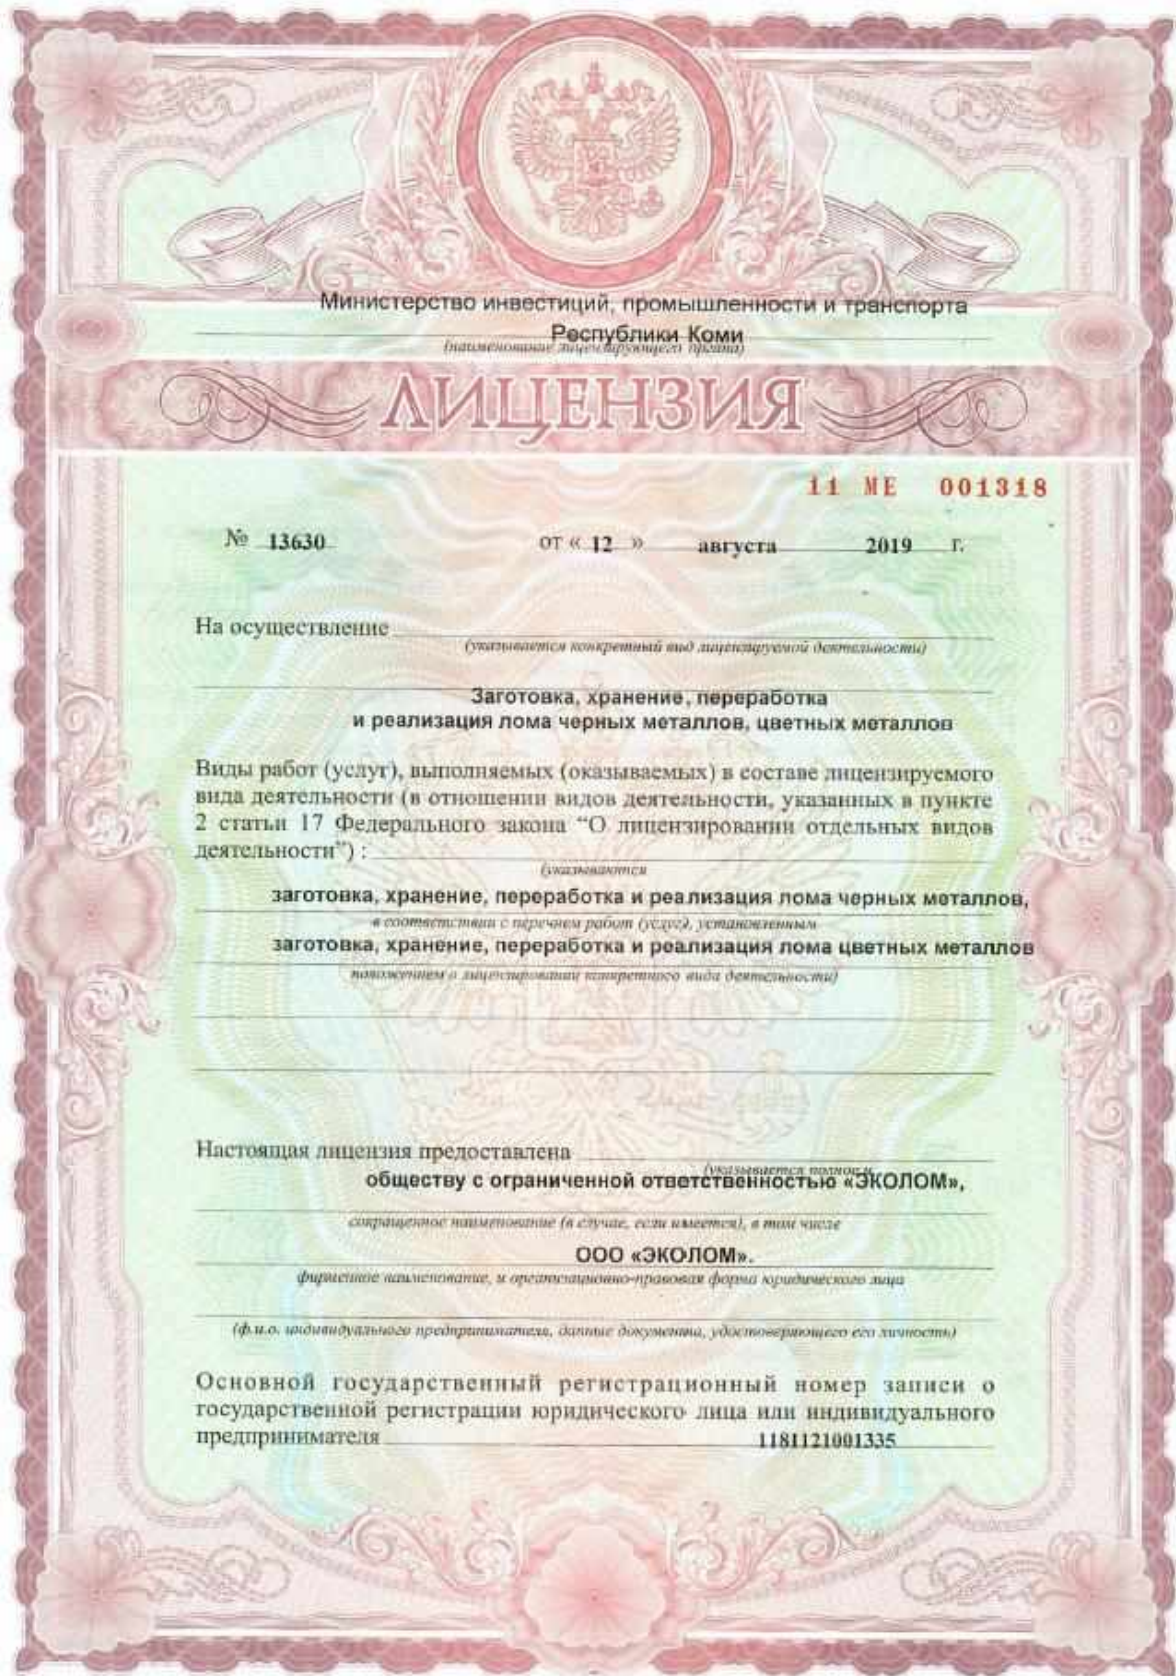 Министерство инвестиций, промышленности и транспорта
Республики Коми
(наименование лицензирующего органа)
ЛИЦЕНЗИЯ
11 МЕ 001318
№ 13630 от « 12 » августа 2019 г.
На осуществление
(указывается конкретный вид лицензируемой деятельности)
Заготовка, хранение, переработка
и реализация лома черных металлов, цветных металлов
Виды работ (услуг), выполняемых (оказываемых) в составе лицензируемого
вида деятельности (в отношении видов деятельности, указанных в пункте
2 статьи 17 Федерального закона “О лицензировании отдельных видов
деятельности”) :
(указываются
заготовка, хранение, переработка и реализация лома черных металлов,
в соответствии с перечнем работ (услуг), установленным
заготовка, хранение, переработка и реализация лома цветных металлов
положением о лицензировании конкретного вида деятельности)
Настоящая лицензия предоставлена
(указывается полное и
обществу с ограниченной ответственностью «ЭКОЛОМ»,
сокращенное наименование (в случае, если имеется), в том числе
ООО «ЭКОЛОМ».
фирменное наименование, и организационно-правовая форма юридического лица
(ф.и.о. индивидуального предпринимателя, данные документа, удостоверяющего его личность)
Основной государственный регистрационный номер записи о
государственной регистрации юридического лица или индивидуального
предпринимателя 1181121001335